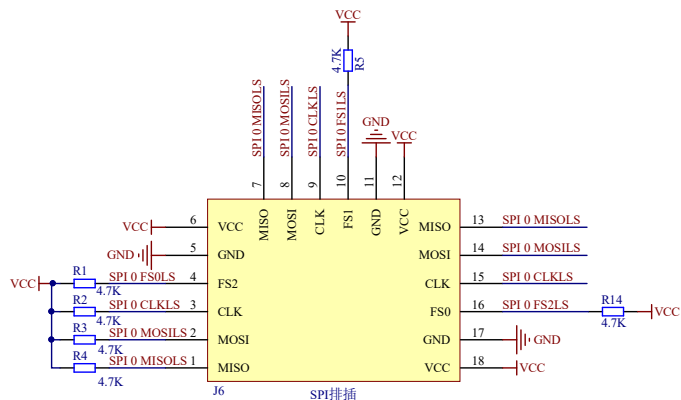 VCC
4.7K
R5
SPI 0 MISOLS
SPI 0 MOSILS
SPI 0 CLKLS
SPI 0 FS1LS
GND
VCC
7
8
9
10
11
12
MISO
MOSI
CLK
FS1
GND
VCC
VCC 6 VCC
GND 5 GND
VCC R1 4.7K SPI 0 FS0LS 4 FS2
R2 4.7K SPI 0 CLKLS 3 CLK
R3 4.7K SPI 0 MOSILS 2 MOSI
R4 4.7K SPI 0 MISOLS 1 MISO
MISO 13 SPI 0 MISOLS
MOSI 14 SPI 0 MOSILS
CLK 15 SPI 0 CLKLS
FS0 16 SPI 0 FS2LS R14 4.7K VCC
GND 17 GND
VCC 18 VCC
J6
SPI排插